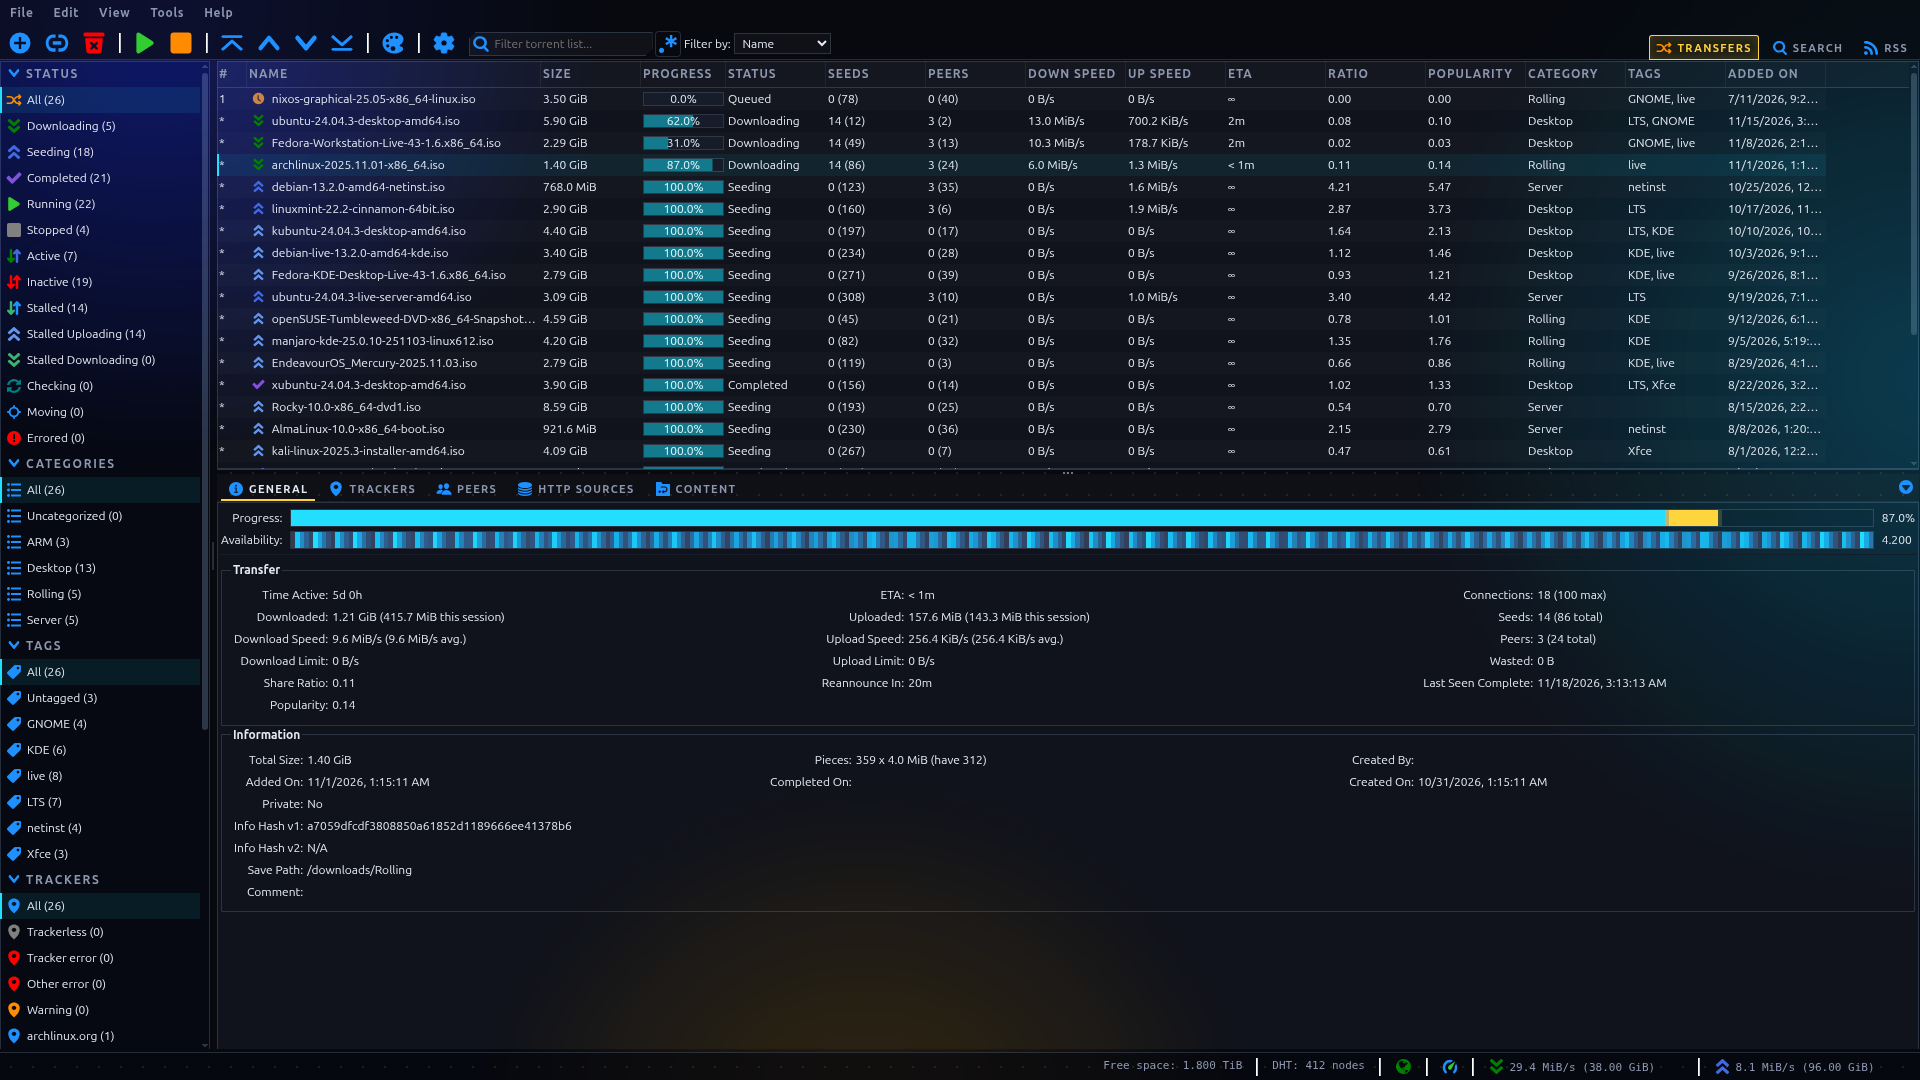 File Edit View Tools Help
Filter torrent list...
.*
Filter by: Name
TRANSFERS SEARCH RSS
STATUS
All (26)
Downloading (5)
Seeding (18)
Completed (21)
Running (22)
Stopped (4)
Active (7)
Inactive (19)
Stalled (14)
Stalled Uploading (14)
Stalled Downloading (0)
Checking (0)
Moving (0)
Errored (0)
CATEGORIES
All (26)
Uncategorized (0)
ARM (3)
Desktop (13)
Rolling (5)
Server (5)
TAGS
All (26)
Untagged (3)
GNOME (4)
KDE (6)
live (8)
LTS (7)
netinst (4)
Xfce (3)
TRACKERS
All (26)
Trackerless (0)
Tracker error (0)
Other error (0)
Warning (0)
archlinux.org (1)
# NAME SIZE PROGRESS STATUS SEEDS PEERS DOWN SPEED UP SPEED ETA RATIO POPULARITY CATEGORY TAGS ADDED ON
1 nixos-graphical-25.05-x86_64-linux.iso 3.50 GiB 0.0% Queued 0 (78) 0 (40) 0 B/s 0 B/s ∞ 0.00 0.00 Rolling GNOME, live 7/11/2026, 9:2...
* ubuntu-24.04.3-desktop-amd64.iso 5.90 GiB 62.0% Downloading 14 (12) 3 (2) 13.0 MiB/s 700.2 KiB/s 2m 0.08 0.10 Desktop LTS, GNOME 11/15/2026, 3:...
* Fedora-Workstation-Live-43-1.6.x86_64.iso 2.29 GiB 31.0% Downloading 14 (49) 3 (13) 10.3 MiB/s 178.7 KiB/s 2m 0.02 0.03 Desktop GNOME, live 11/8/2026, 2:1...
* archlinux-2025.11.01-x86_64.iso 1.40 GiB 87.0% Downloading 14 (86) 3 (24) 6.0 MiB/s 1.3 MiB/s < 1m 0.11 0.14 Rolling live 11/1/2026, 1:1...
* debian-13.2.0-amd64-netinst.iso 768.0 MiB 100.0% Seeding 0 (123) 3 (35) 0 B/s 1.6 MiB/s ∞ 4.21 5.47 Server netinst 10/25/2026, 12...
* linuxmint-22.2-cinnamon-64bit.iso 2.90 GiB 100.0% Seeding 0 (160) 3 (6) 0 B/s 1.9 MiB/s ∞ 2.87 3.73 Desktop LTS 10/17/2026, 11...
* kubuntu-24.04.3-desktop-amd64.iso 4.40 GiB 100.0% Seeding 0 (197) 0 (17) 0 B/s 0 B/s ∞ 1.64 2.13 Desktop LTS, KDE 10/10/2026, 10...
* debian-live-13.2.0-amd64-kde.iso 3.40 GiB 100.0% Seeding 0 (234) 0 (28) 0 B/s 0 B/s ∞ 1.12 1.46 Desktop KDE, live 10/3/2026, 9:1...
* Fedora-KDE-Desktop-Live-43-1.6.x86_64.iso 2.79 GiB 100.0% Seeding 0 (271) 0 (39) 0 B/s 0 B/s ∞ 0.93 1.21 Desktop KDE, live 9/26/2026, 8:1...
* ubuntu-24.04.3-live-server-amd64.iso 3.09 GiB 100.0% Seeding 0 (308) 3 (10) 0 B/s 1.0 MiB/s ∞ 3.40 4.42 Server LTS 9/19/2026, 7:1...
* openSUSE-Tumbleweed-DVD-x86_64-Snapshot... 4.59 GiB 100.0% Seeding 0 (45) 0 (21) 0 B/s 0 B/s ∞ 0.78 1.01 Rolling KDE 9/12/2026, 6:1...
* manjaro-kde-25.0.10-251103-linux612.iso 4.20 GiB 100.0% Seeding 0 (82) 0 (32) 0 B/s 0 B/s ∞ 1.35 1.76 Rolling KDE 9/5/2026, 5:19:...
* EndeavourOS_Mercury-2025.11.03.iso 2.79 GiB 100.0% Seeding 0 (119) 0 (3) 0 B/s 0 B/s ∞ 0.66 0.86 Rolling KDE, live 8/29/2026, 4:1...
* xubuntu-24.04.3-desktop-amd64.iso 3.90 GiB 100.0% Completed 0 (156) 0 (14) 0 B/s 0 B/s ∞ 1.02 1.33 Desktop LTS, Xfce 8/22/2026, 3:2...
* Rocky-10.0-x86_64-dvd1.iso 8.59 GiB 100.0% Seeding 0 (193) 0 (25) 0 B/s 0 B/s ∞ 0.54 0.70 Server 8/15/2026, 2:2...
* AlmaLinux-10.0-x86_64-boot.iso 921.6 MiB 100.0% Seeding 0 (230) 0 (36) 0 B/s 0 B/s ∞ 2.15 2.79 Server netinst 8/8/2026, 1:20:...
* kali-linux-2025.3-installer-amd64.iso 4.09 GiB 100.0% Seeding 0 (267) 0 (7) 0 B/s 0 B/s ∞ 0.47 0.61 Desktop Xfce 8/1/2026, 12:2...
GENERAL TRACKERS PEERS HTTP SOURCES CONTENT
Progress: 87.0%
Availability: 4.200
Transfer
Time Active: 5d 0h ETA: < 1m Connections: 18 (100 max)
Downloaded: 1.21 GiB (415.7 MiB this session) Uploaded: 157.6 MiB (143.3 MiB this session) Seeds: 14 (86 total)
Download Speed: 9.6 MiB/s (9.6 MiB/s avg.) Upload Speed: 256.4 KiB/s (256.4 KiB/s avg.) Peers: 3 (24 total)
Download Limit: 0 B/s Upload Limit: 0 B/s Wasted: 0 B
Share Ratio: 0.11 Reannounce In: 20m Last Seen Complete: 11/18/2026, 3:13:13 AM
Popularity: 0.14
Information
Total Size: 1.40 GiB Pieces: 359 x 4.0 MiB (have 312) Created By:
Added On: 11/1/2026, 1:15:11 AM Completed On: Created On: 10/31/2026, 1:15:11 AM
Private: No
Info Hash v1: a7059dfcdf3808850a61852d1189666ee41378b6
Info Hash v2: N/A
Save Path: /downloads/Rolling
Comment:
Free space: 1.800 TiB DHT: 412 nodes 29.4 MiB/s (38.00 GiB) 8.1 MiB/s (96.00 GiB)